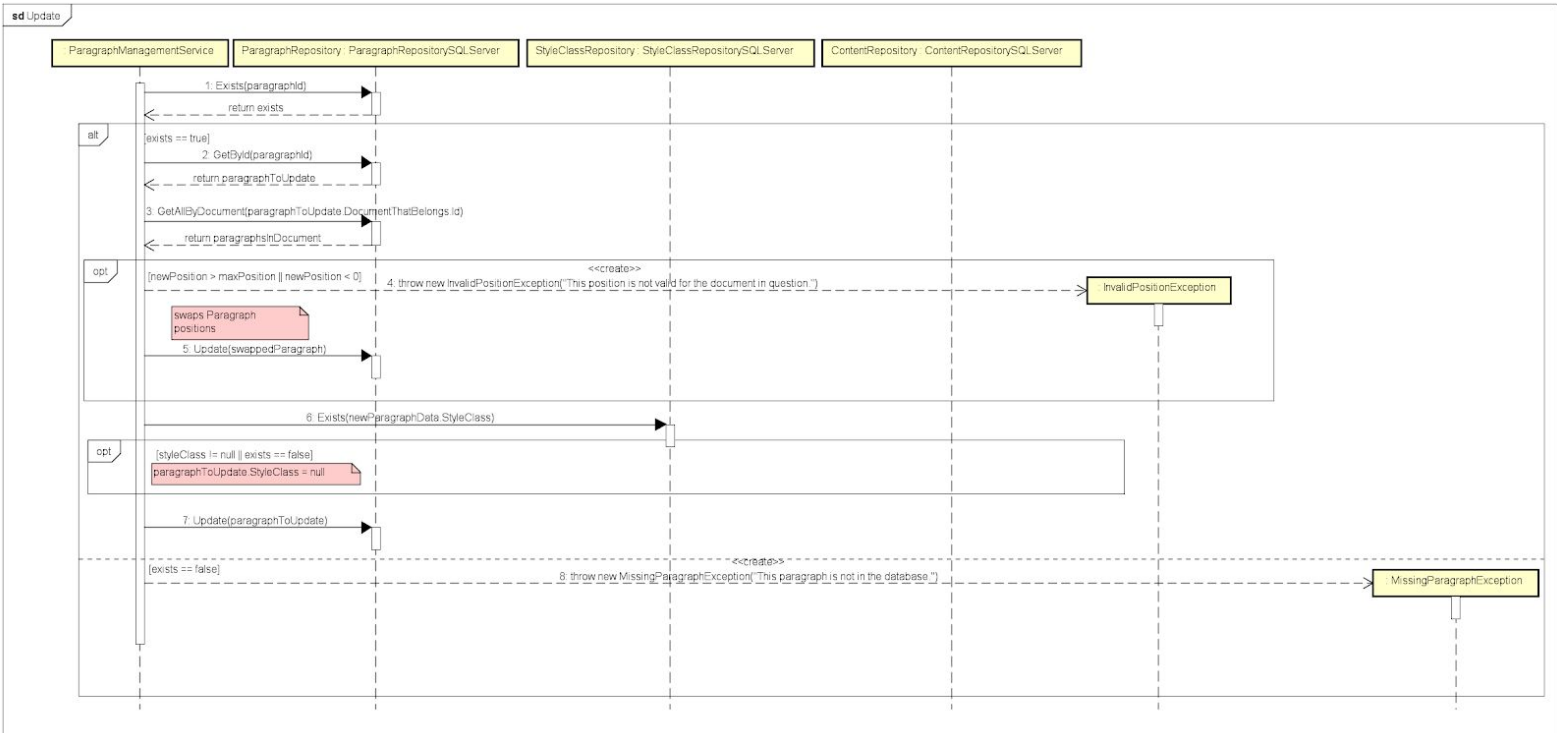 sd Update
: ParagraphManagementService
ParagraphRepository : ParagraphRepositorySQLServer
StyleClassRepository : StyleClassRepositorySQLServer
ContentRepository : ContentRepositorySQLServer
1: Exists(paragraphId)
return exists
alt
[exists == true]
2: GetById(paragraphId)
return paragraphToUpdate
3: GetAllByDocument(paragraphToUpdate.DocumentThatBelongs.Id)
return paragraphsInDocument
opt
[newPosition > maxPosition || newPosition < 0]
<<create>>
4: throw new InvalidPositionException("This position is not valid for the document in question.")
: InvalidPositionException
swaps Paragraph
positions
5: Update(swappedParagraph)
6: Exists(newParagraphData.StyleClass)
opt
[styleClass != null || exists == false]
paragraphToUpdate.StyleClass = null
7: Update(paragraphToUpdate)
<<create>>
[exists == false]
8: throw new MissingParagraphException("This paragraph is not in the database.")
: MissingParagraphException